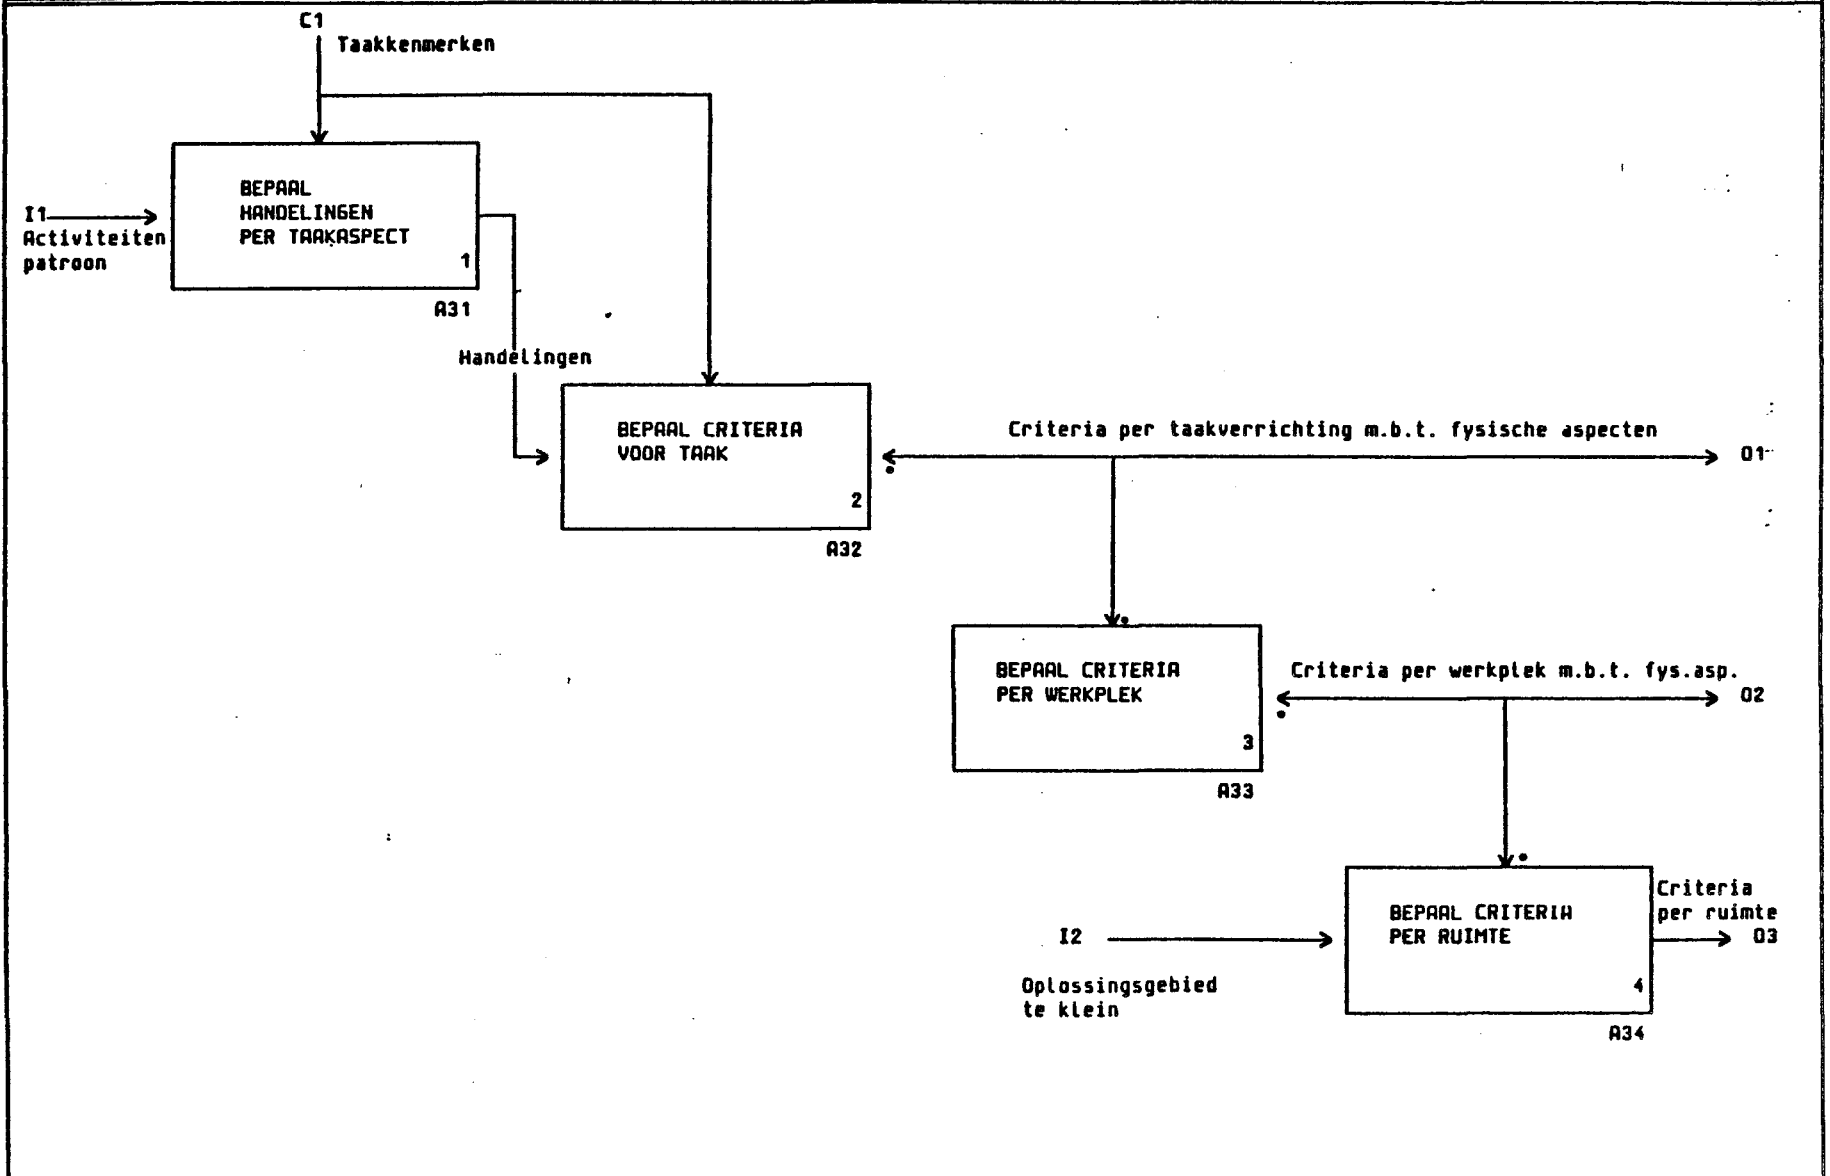 C1
Taakkenmerken
BEPAAL
HANDELINGEN
PER TAAKASPECT
1
I1
Activiteiten
patroon
A31
Handelingen
BEPAAL CRITERIA
VOOR TAAK
2
A32
Criteria per taakverrichting m.b.t. fysische aspecten
O1
BEPAAL CRITERIA
PER WERKPLEK
3
A33
Criteria per werkplek m.b.t. fys.asp.
O2
BEPAAL CRITERIA
PER RUIMTE
4
A34
Criteria
per ruimte
O3
I2
Oplossingsgebied
te klein